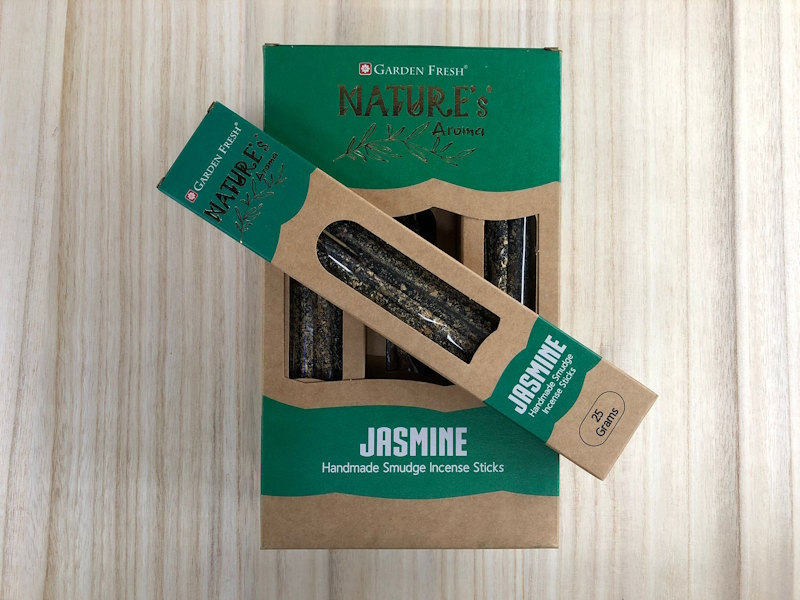 GARDEN FRESH®
NATURE's
Aroma
JASMINE
Handmade Smudge Incense Sticks
GARDEN FRESH®
NATURE's
Aroma
JASMINE
Handmade Smudge
Incense Sticks
25
Grams